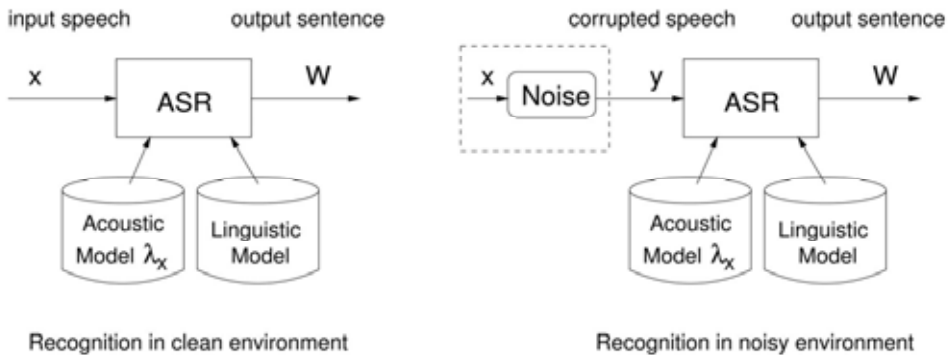 input speech
output sentence
x
ASR
W
Acoustic
Model λx
Linguistic
Model
Recognition in clean environment
corrupted speech
output sentence
x
Noise
y
ASR
W
Acoustic
Model λx
Linguistic
Model
Recognition in noisy environment